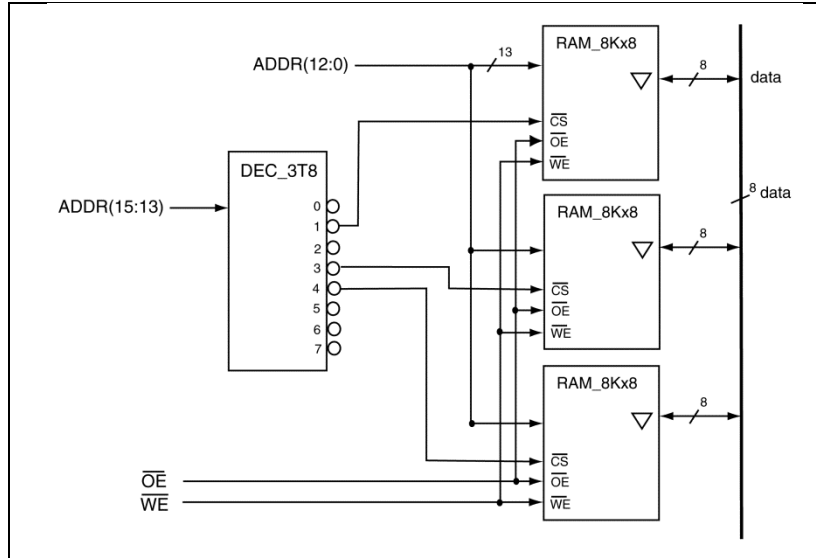 ADDR(12:0)
13
RAM_8Kx8
8
data
CS
OE
WE
DEC_3T8
ADDR(15:13)
0
1
2
3
4
5
6
7
8 data
RAM_8Kx8
8
CS
OE
WE
RAM_8Kx8
8
CS
OE
WE
OE
WE